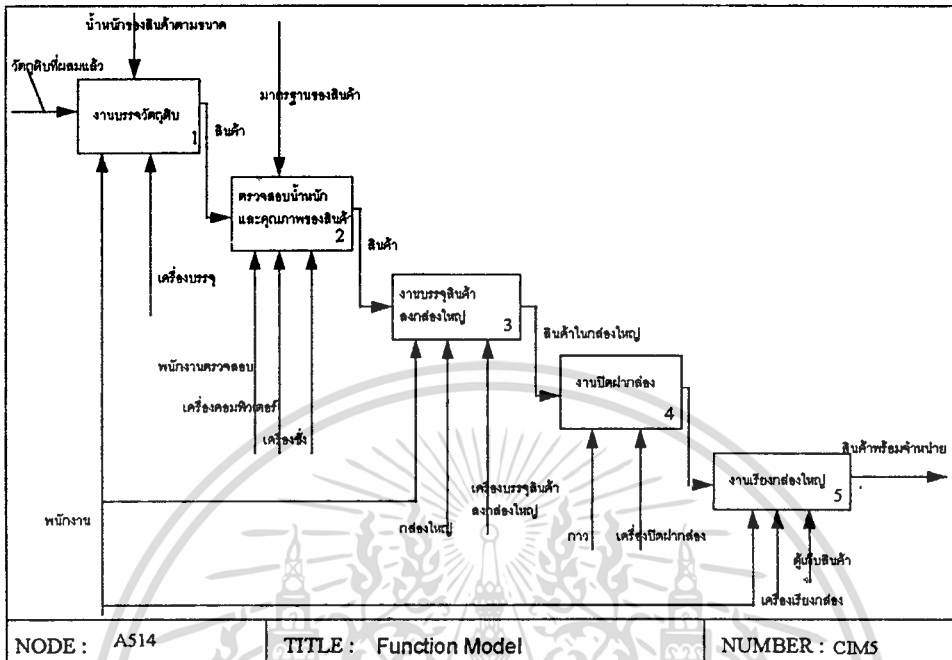 น้ำหนักของสินค้าตามขนาด
วัตถุดิบที่ผสมแล้ว
มาตรฐานของสินค้า
งานบรรจุวัตถุดิบ
1
สินค้า
ตรวจสอบน้ำหนัก
และคุณภาพของสินค้า
2
สินค้า
เครื่องบรรจุ
งานบรรจุสินค้า
ลงกล่องใหญ่
3
สินค้าในกล่องใหญ่
พนักงานตรวจสอบ
เครื่องคอมพิวเตอร์
เครื่องชั่ง
งานปิดฝากล่อง
4
สินค้าพร้อมจำหน่าย
งานเรียงกล่องใหญ่
5
พนักงาน
กล่องใหญ่
เครื่องบรรจุสินค้า
ลงกล่องใหญ่
กาว
เครื่องปิดฝากล่อง
ตู้เก็บสินค้า
เครื่องเรียงกล่อง
NODE : A514
TITLE : Function Model
NUMBER : CIM5